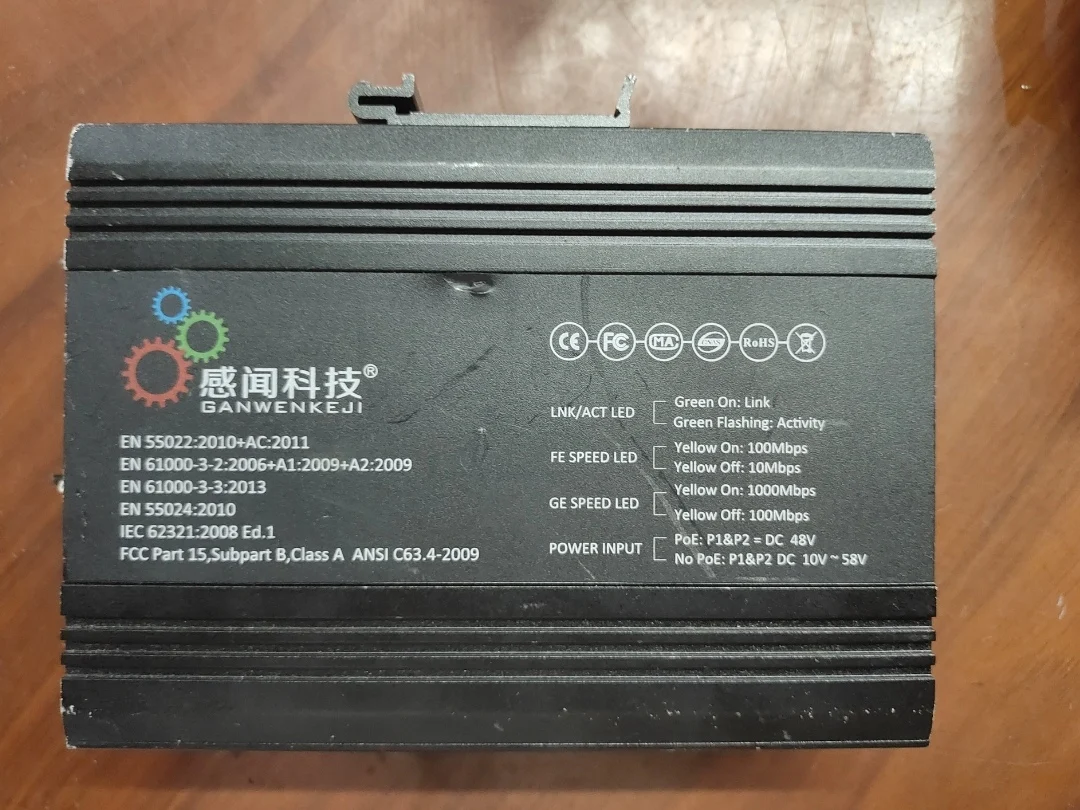 感闻科技®
GANWENKEJI
EN 55022:2010+AC:2011
EN 61000-3-2:2006+A1:2009+A2:2009
EN 61000-3-3:2013
EN 55024:2010
IEC 62321:2008 Ed.1
FCC Part 15,Subpart B,Class A ANSI C63.4-2009
CE FC MA RoHS
LNK/ACT LED
Green On: Link
Green Flashing: Activity
FE SPEED LED
Yellow On: 100Mbps
Yellow Off: 10Mbps
GE SPEED LED
Yellow On: 1000Mbps
Yellow Off: 100Mbps
POWER INPUT
PoE: P1&P2 = DC 48V
No PoE: P1&P2 DC 10V ~ 58V